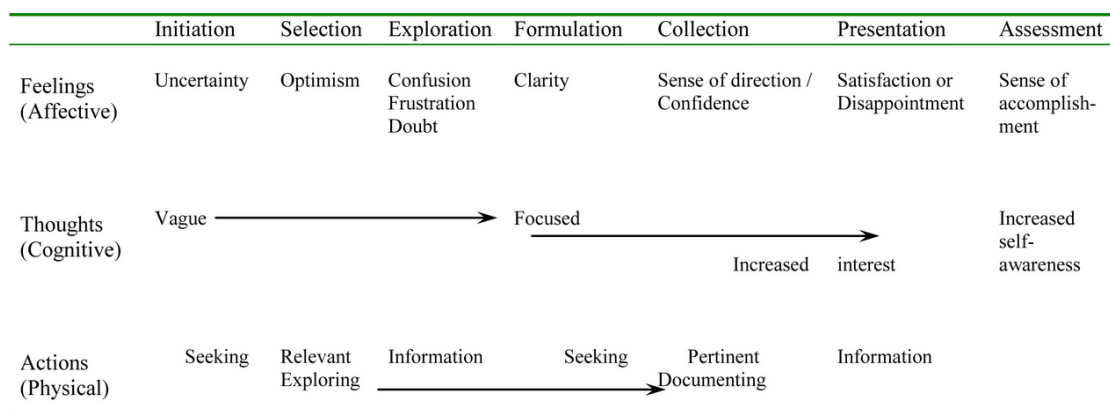 Initiation Selection Exploration Formulation Collection Presentation Assessment
Feelings Uncertainty Optimism Confusion Clarity Sense of direction / Satisfaction or Sense of
(Affective) Frustration Confidence Disappointment accomplish-
Doubt ment
Thoughts Vague Focused Increased
(Cognitive) self-
Increased interest awareness
Actions Seeking Relevant Information Seeking Pertinent Information
(Physical) Exploring Documenting